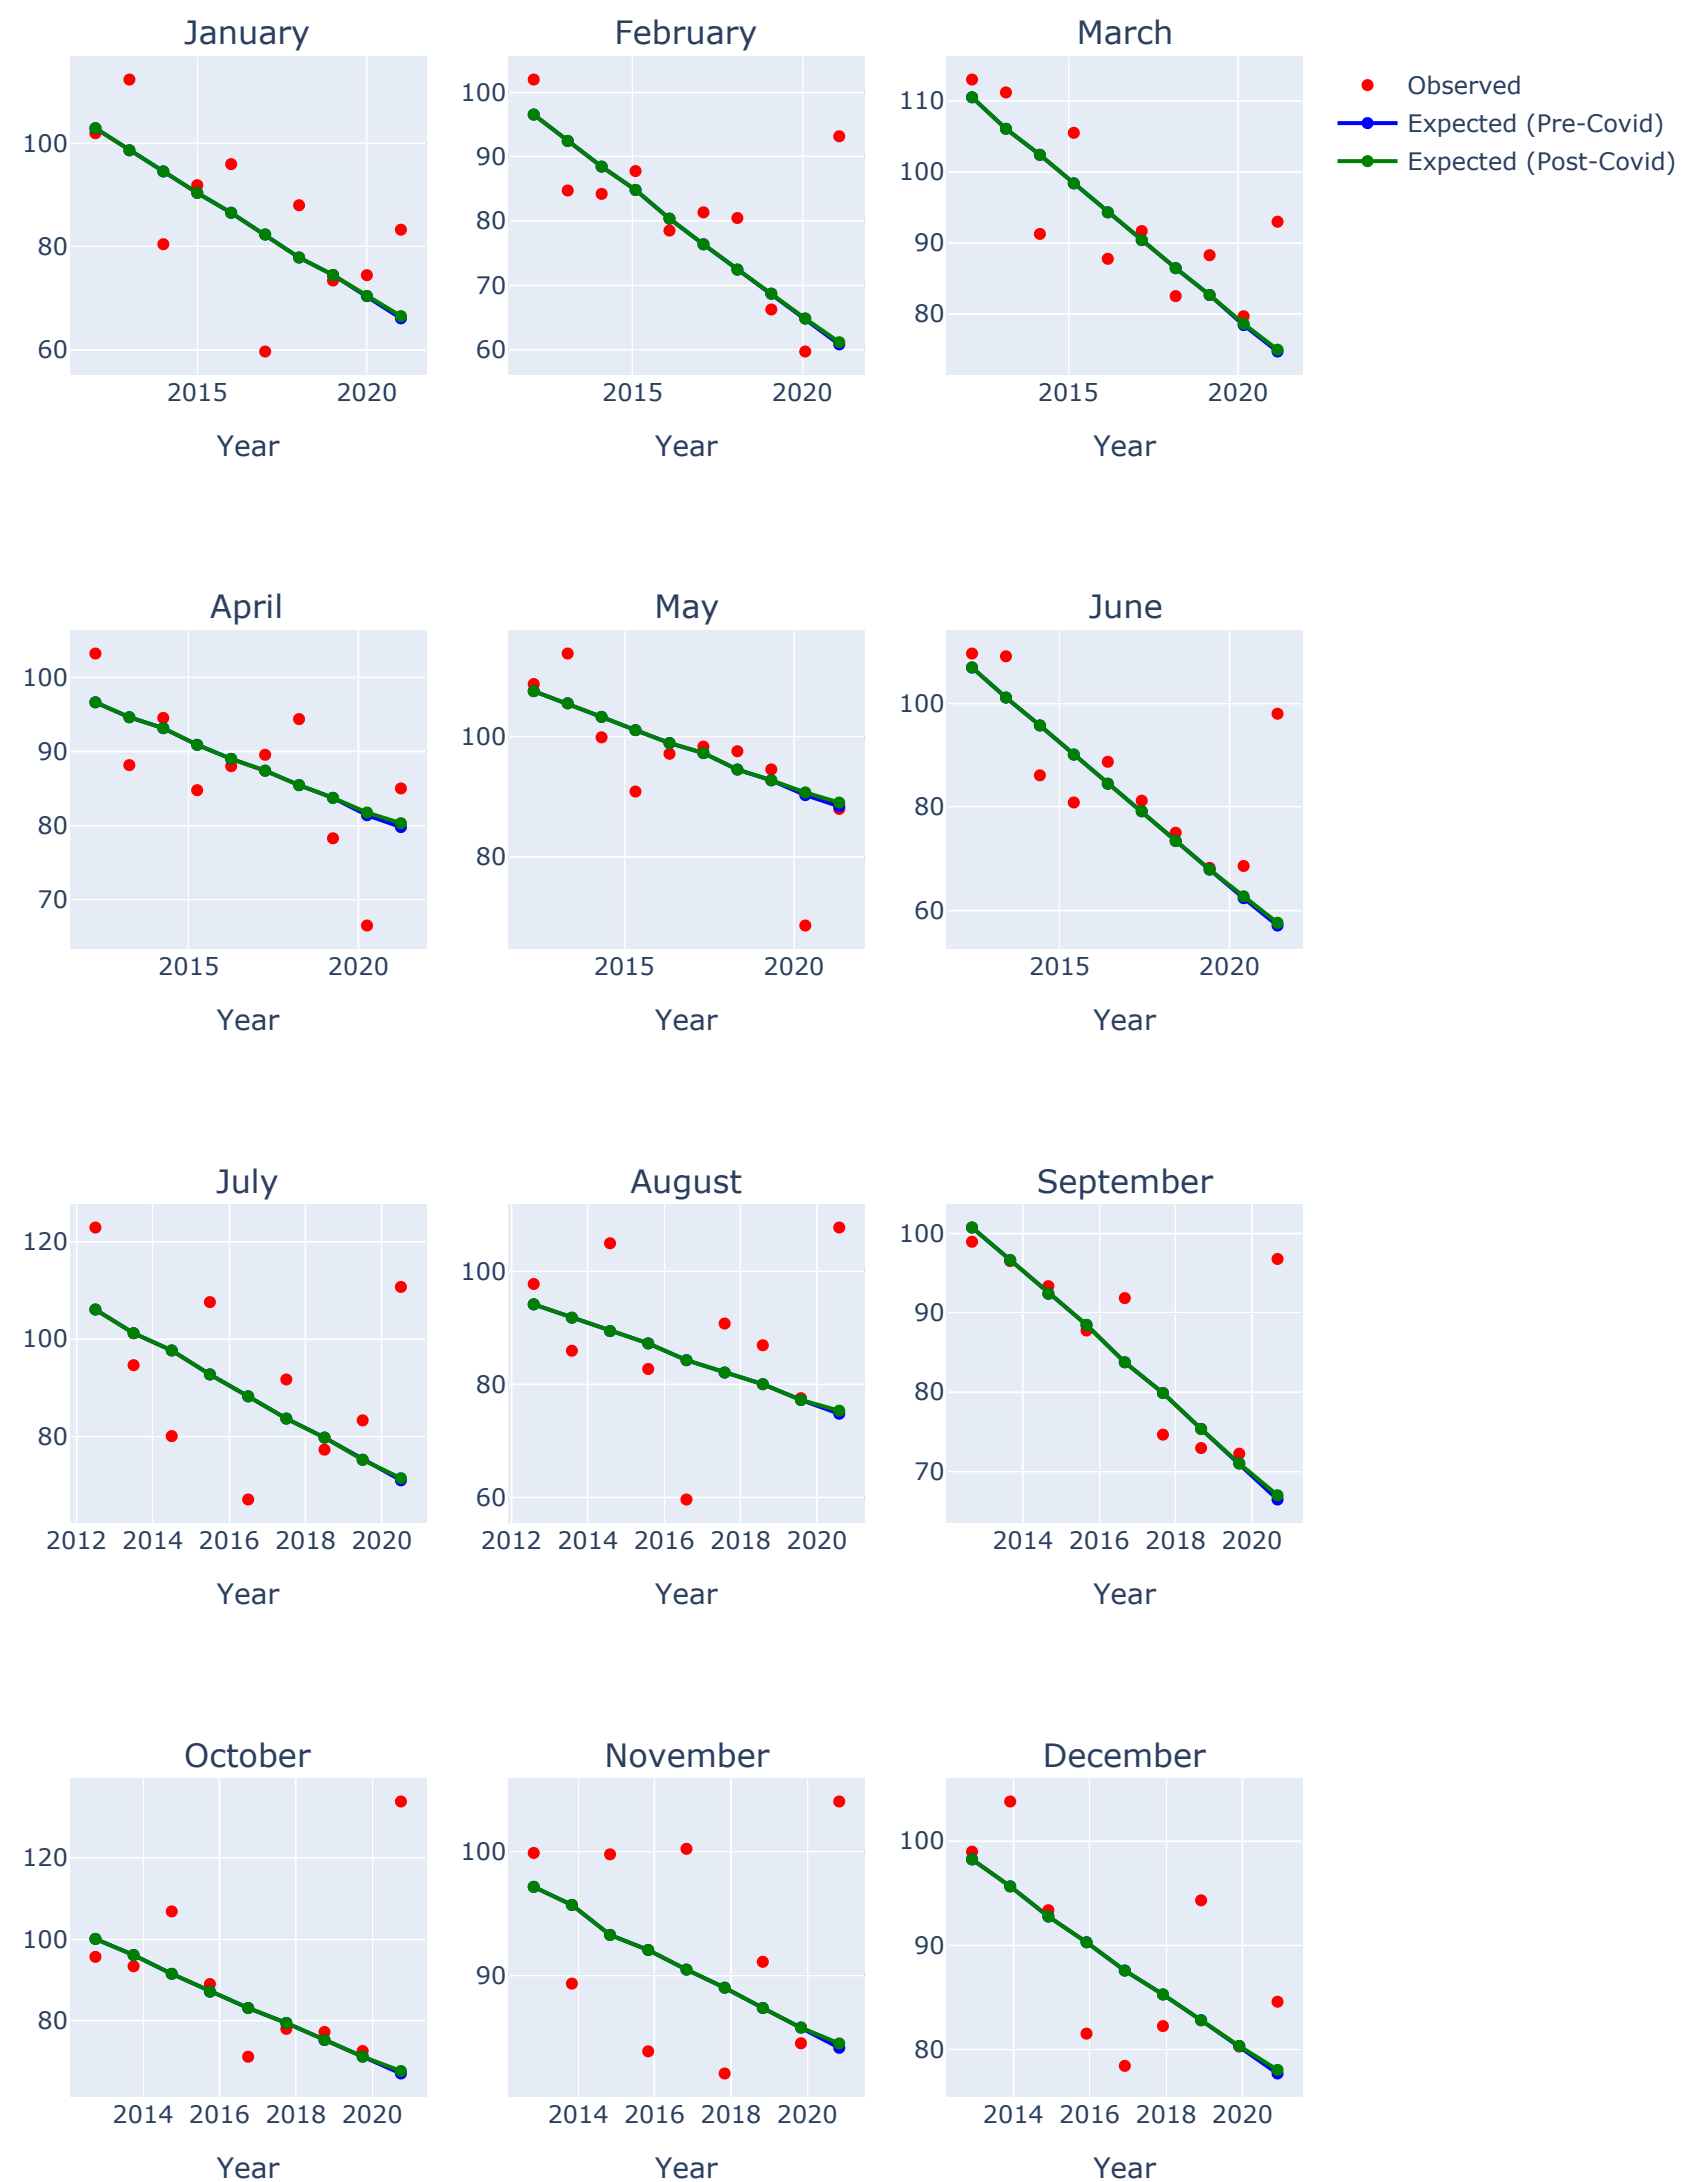 January
February
March
100
80
60
100
90
80
70
60
110
100
90
80
Observed
Expected (Pre-Covid)
Expected (Post-Covid)
2015 2020
2015 2020
2015 2020
Year
Year
Year
April
May
June
100
90
80
70
100
80
100
80
60
2015 2020
2015 2020
2015 2020
Year
Year
Year
July
August
September
120
100
80
100
80
60
100
90
80
70
2012 2014 2016 2018 2020
2012 2014 2016 2018 2020
2014 2016 2018 2020
Year
Year
Year
October
November
December
120
100
80
100
90
100
90
80
2014 2016 2018 2020
2014 2016 2018 2020
2014 2016 2018 2020
Year
Year
Year